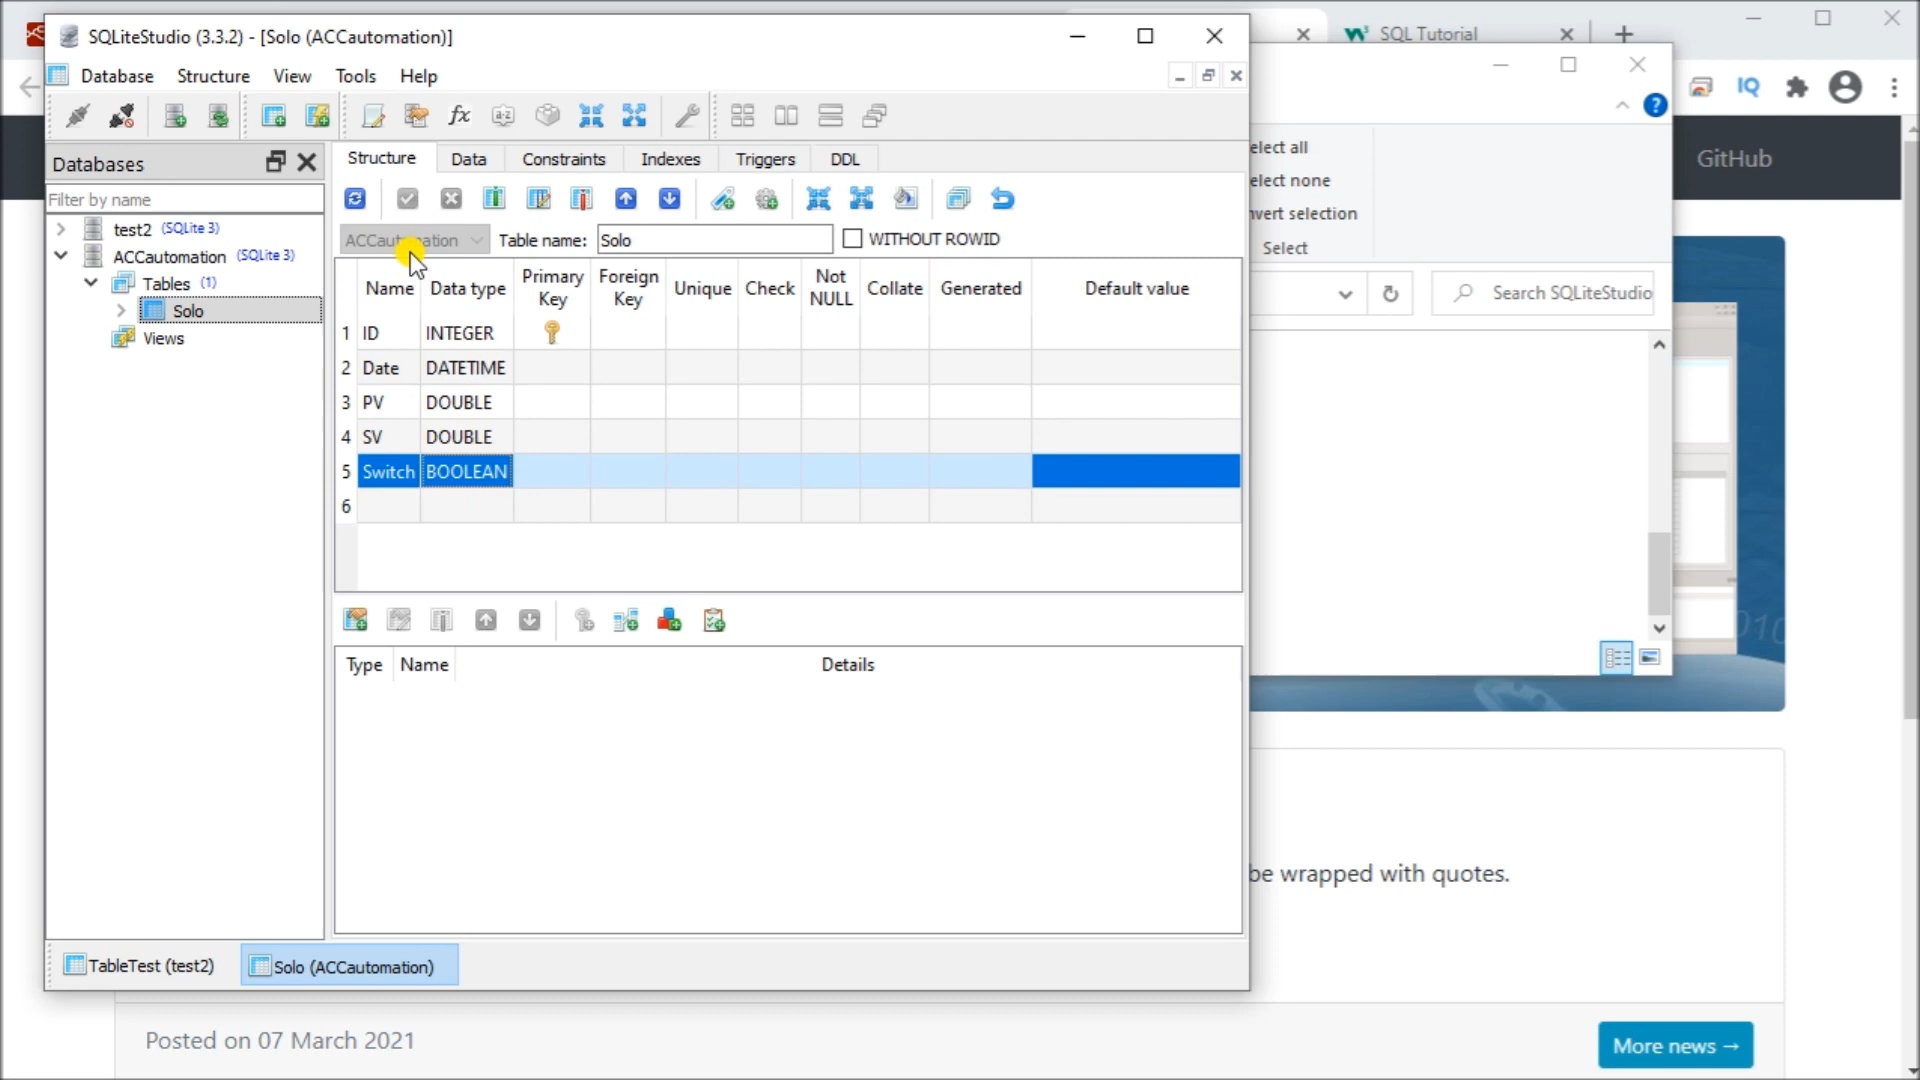 SQLiteStudio (3.3.2) - [Solo (ACCautomation)]
SQL Tutorial
Database Structure View Tools Help
IQ
Databases
Structure Data Constraints Indexes Triggers DDL
elect all
GitHub
elect none
Filter by name
nvert selection
test2 (SQLite 3)
Table name: Solo WITHOUT ROWID
Select
ACCautomation (SQLite 3)
Tables (1)
Name Data type Primary Key Foreign Key Unique Check Not NULL Collate Generated Default value
Search SQLiteStudio
Solo
Views
1 ID INTEGER
2 Date DATETIME
3 PV DOUBLE
4 SV DOUBLE
5 Switch BOOLEAN
6
Type Name Details
be wrapped with quotes.
TableTest (test2) Solo (ACCautomation)
Posted on 07 March 2021
More news →